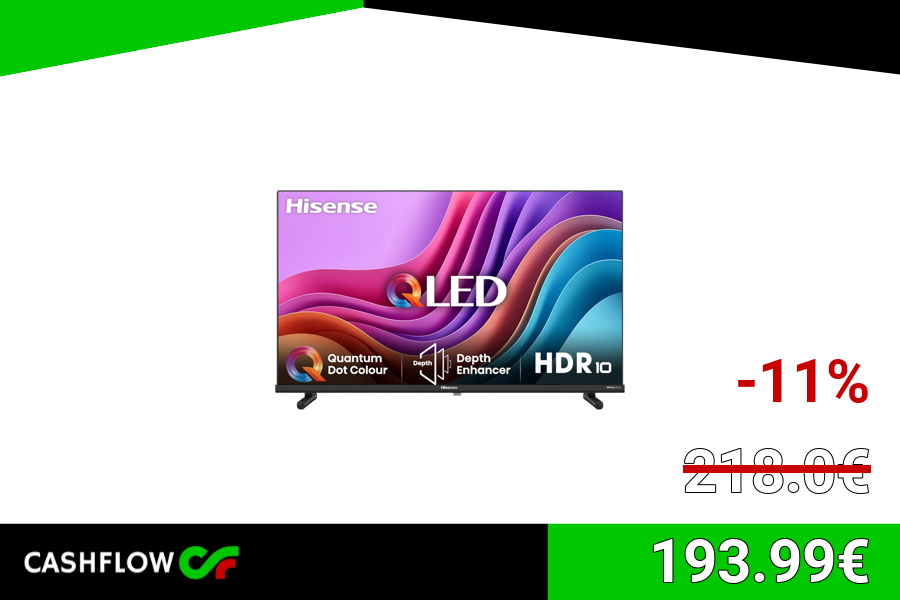 Hisense
QLED
Quantum
Dot Colour
Depth
Depth
Enhancer
HDR10
Hisense
-11%
218.0€
193.99€
CASHFLOW